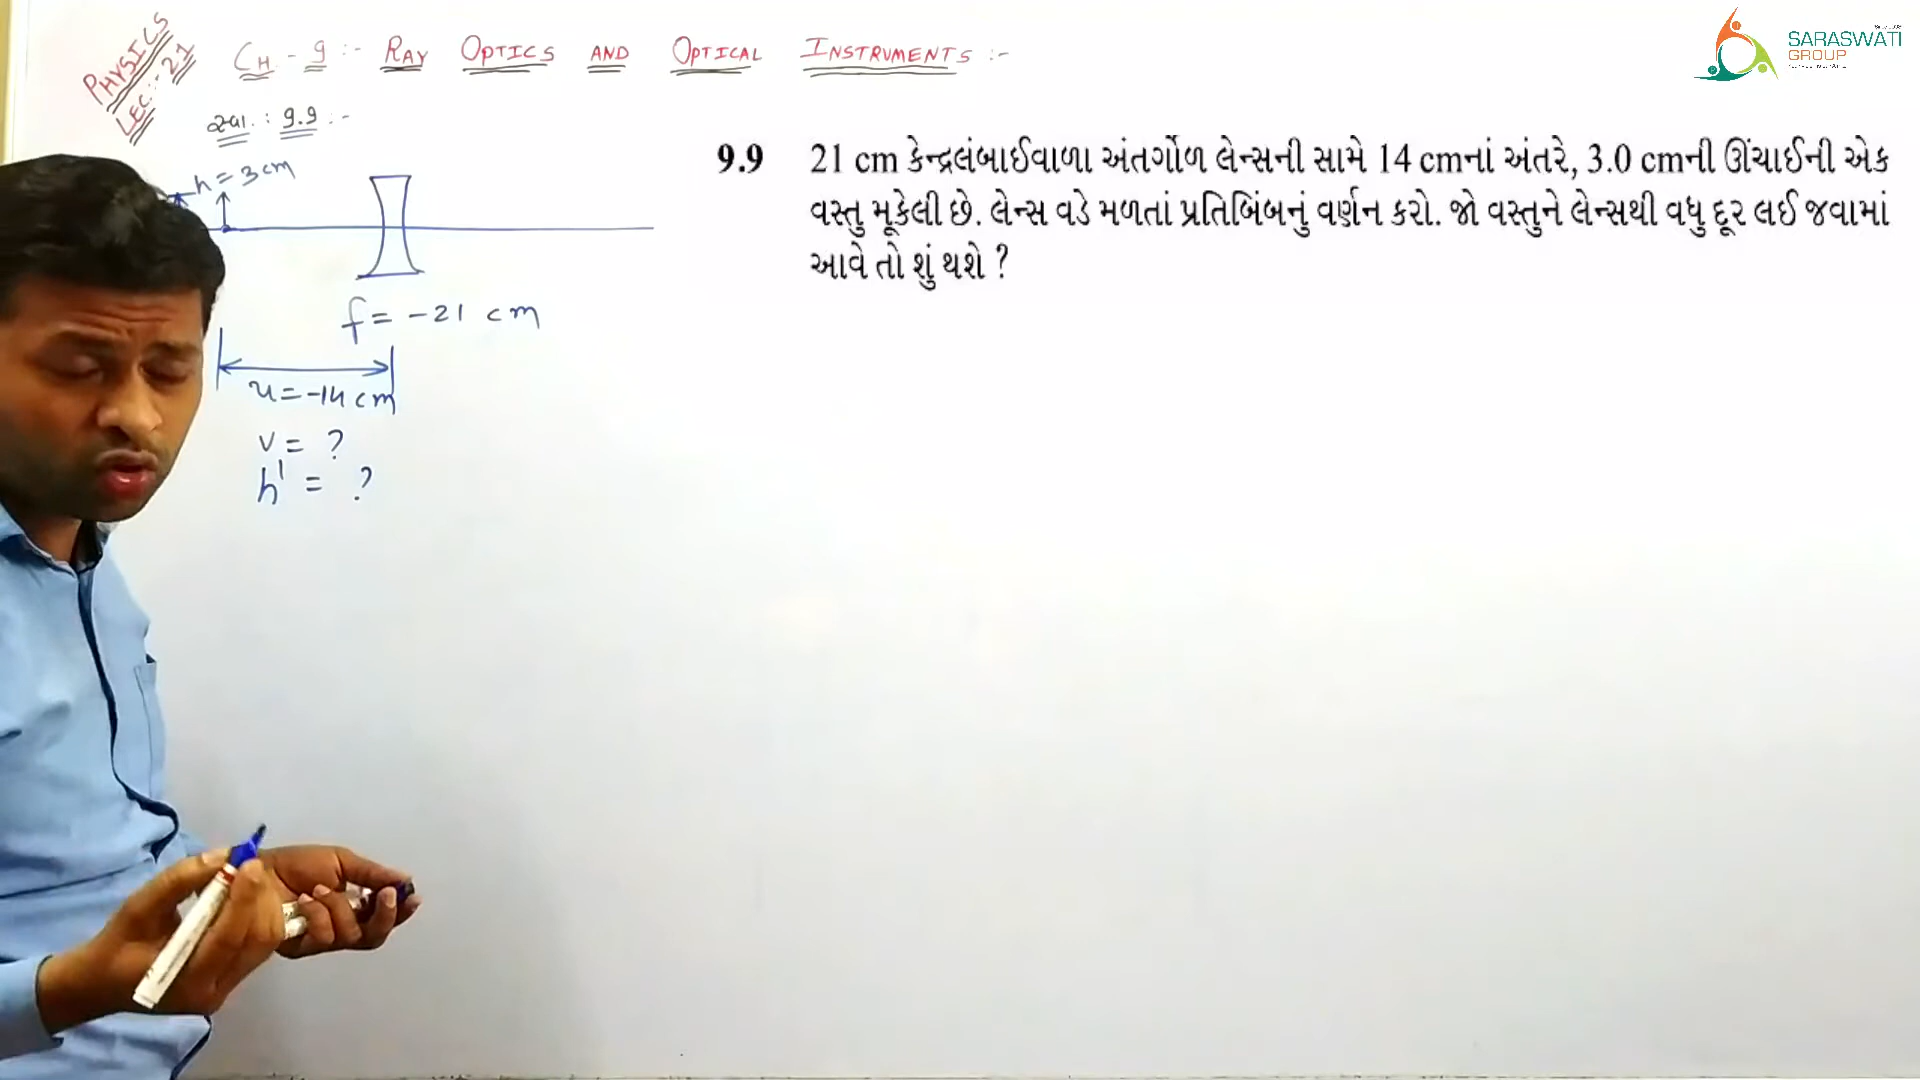 PHYSICS
LEC:-21
CH-9:- RAY OPTICS AND OPTICAL INSTRUMENTS:-
SARASWATI
GROUP
સ્વા. : 9.9 :-
h = 3 cm
f = -21 cm
u = -14 cm
v = ?
h' = ?
9.9 21 cm કેન્દ્રલંબાઈવાળા અંતર્ગોળ લેન્સની સામે 14 cmનાં અંતરે, 3.0 cmની ઊંચાઈની એક
વસ્તુ મૂકેલી છે. લેન્સ વડે મળતાં પ્રતિબિંબનું વર્ણન કરો. જો વસ્તુને લેન્સથી વધુ દૂર લઈ જવામાં
આવે તો શું થશે ?